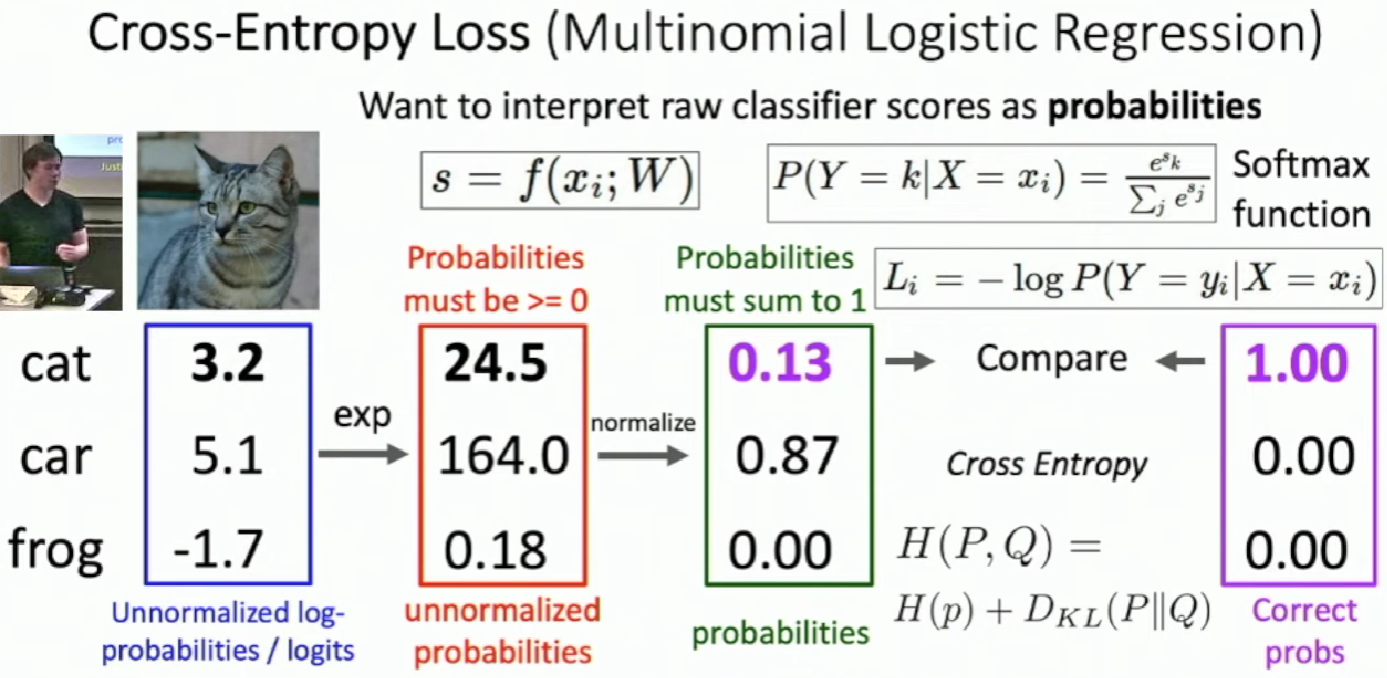 Cross-Entropy Loss (Multinomial Logistic Regression)
Want to interpret raw classifier scores as probabilities
s = f(x_i; W)
P(Y = k|X = x_i) = \frac{e^{s_k}}{\sum_j e^{s_j}}
Softmax
function
Probabilities
must be >= 0
Probabilities
must sum to 1
L_i = − log P(Y = y_i|X = x_i)
cat 3.2 24.5 0.13 → Compare ← 1.00
exp
normalize
car 5.1 164.0 0.87 Cross Entropy 0.00
frog -1.7 0.18 0.00 H(P, Q) = 0.00
H(p) + D_{KL}(P‖Q)
Unnormalized log-
probabilities / logits
unnormalized
probabilities
probabilities
Correct
probs